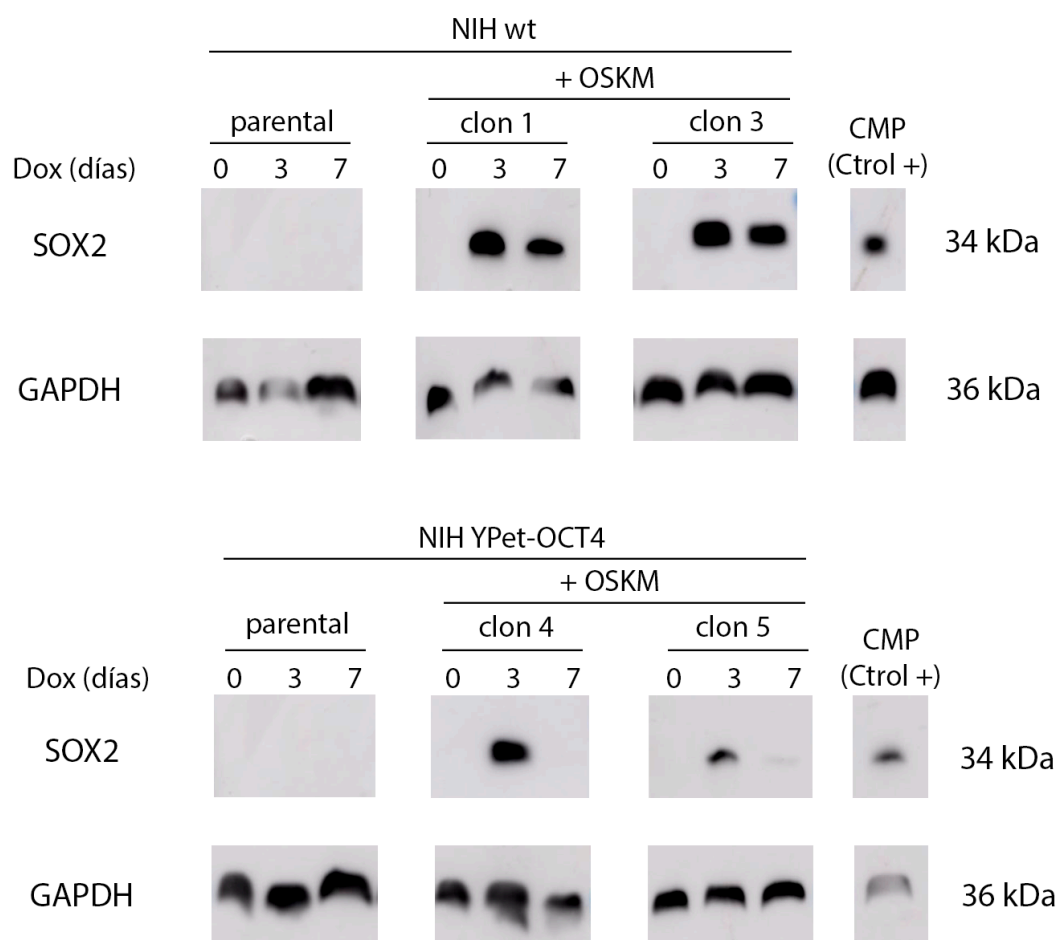 NIH wt
+ OSKM
parental clon 1 clon 3 CMP
(Ctrol +)
Dox (días) 0 3 7 0 3 7 0 3 7
SOX2 34 kDa
GAPDH 36 kDa
NIH YPet-OCT4
+ OSKM
parental clon 4 clon 5 CMP
(Ctrol +)
Dox (días) 0 3 7 0 3 7 0 3 7
SOX2 34 kDa
GAPDH 36 kDa